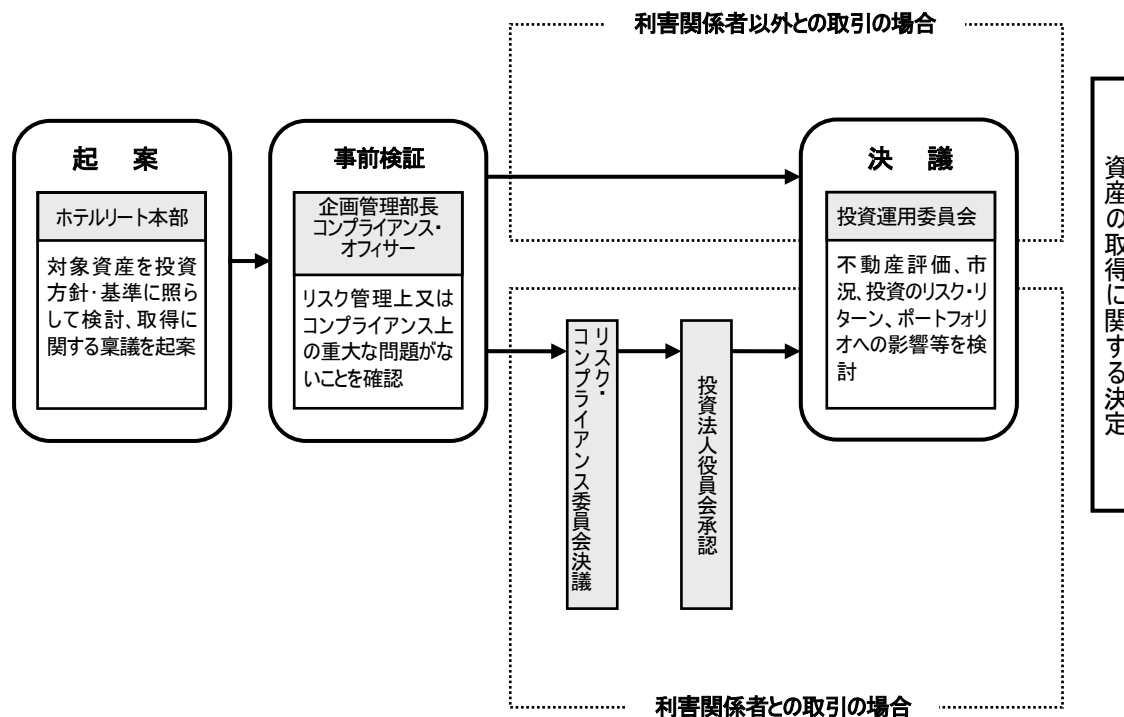 利害関係者以外との取引の場合
起 案
ホテルリート本部
対象資産を投資
方針・基準に照ら
して検討、取得に
関する稟議を起案
事前検証
企画管理部長
コンプライアンス・
オフィサー
リスク管理上又は
コンプライアンス上
の重大な問題がな
いことを確認
リスク・
コンプライアンス委員会決議
投資法人役員会承認
決 議
投資運用委員会
不動産評価、市
況、投資のリスク・リ
ターン、ポートフォリ
オへの影響等を検
討
資産の取得に関する決定
利害関係者との取引の場合